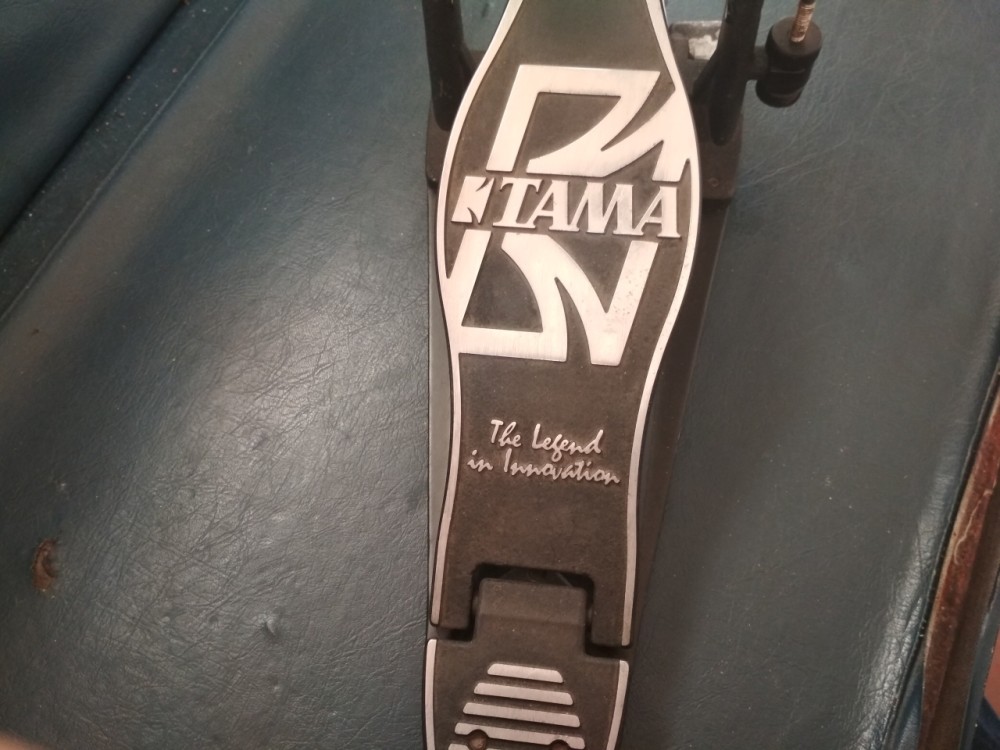 TAMA
The Legend
in Innovation